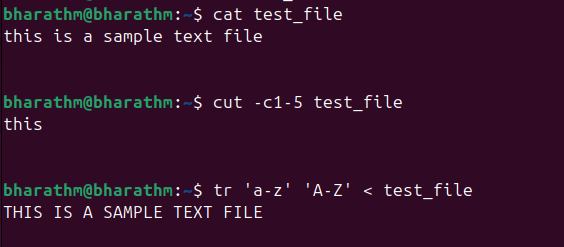 bharathm@bharathm:~$ cat test_file
this is a sample text file
bharathm@bharathm:~$ cut -c1-5 test_file
this
bharathm@bharathm:~$ tr 'a-z' 'A-Z' < test_file
THIS IS A SAMPLE TEXT FILE